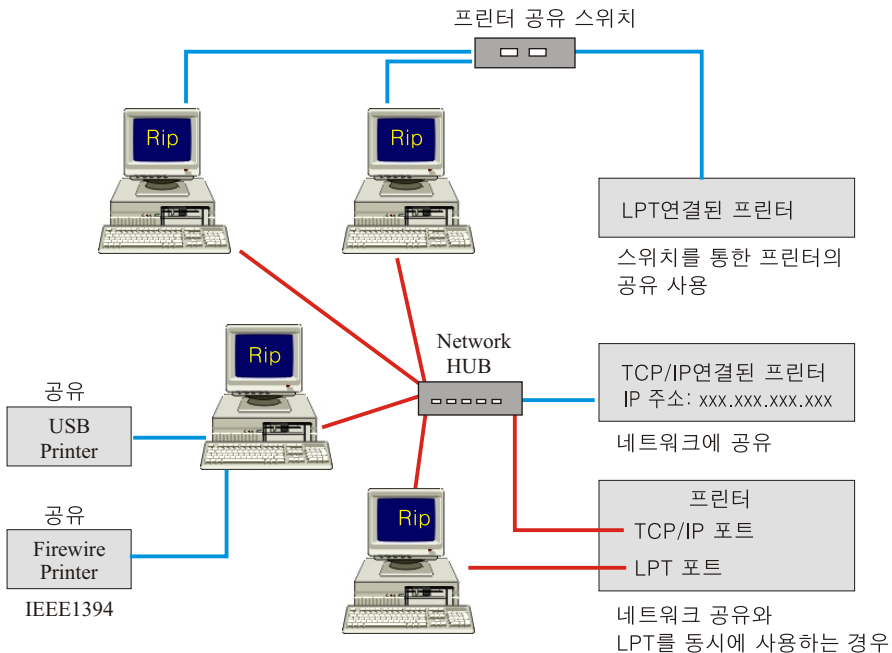 프린터 공유 스위치
Rip
Rip
LPT연결된 프린터
스위치를 통한 프린터의
공유 사용
Network
HUB
Rip
TCP/IP연결된 프린터
IP 주소: xxx.xxx.xxx.xxx
네트워크에 공유
공유
USB
Printer
공유
Firewire
Printer
IEEE1394
Rip
프린터
TCP/IP 포트
LPT 포트
네트워크 공유와
LPT를 동시에 사용하는 경우